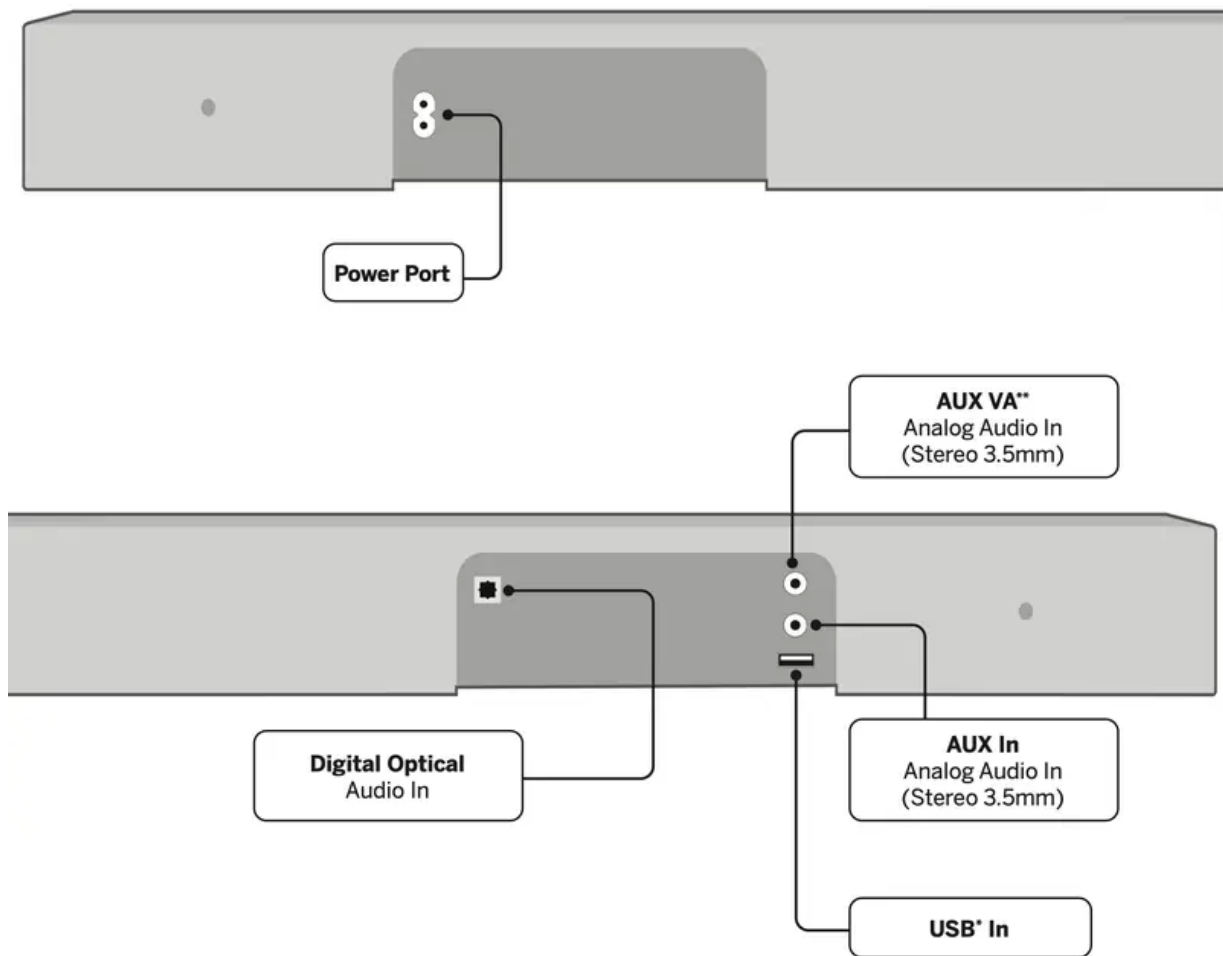 Power Port
AUX VA**
Analog Audio In
(Stereo 3.5mm)
Digital Optical
Audio In
AUX In
Analog Audio In
(Stereo 3.5mm)
USB* In